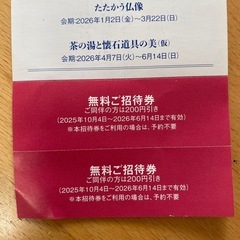 たたかう仏像
会期:2026年1月2日(金)～3月22日(日)
茶の湯と懐石道具の美(仮)
会期:2026年4月7日(火)～6月14日(日)
無料ご招待券
ご同伴の方は200円引き
(2025年10月4日～2026年6月14日まで有効)
※本招待券をご利用の場合は、予約不要
無料ご招待券
ご同伴の方は200円引き
(2025年10月4日～2026年6月14日まで有効)
※本招待券をご利用の場合は、予約不要